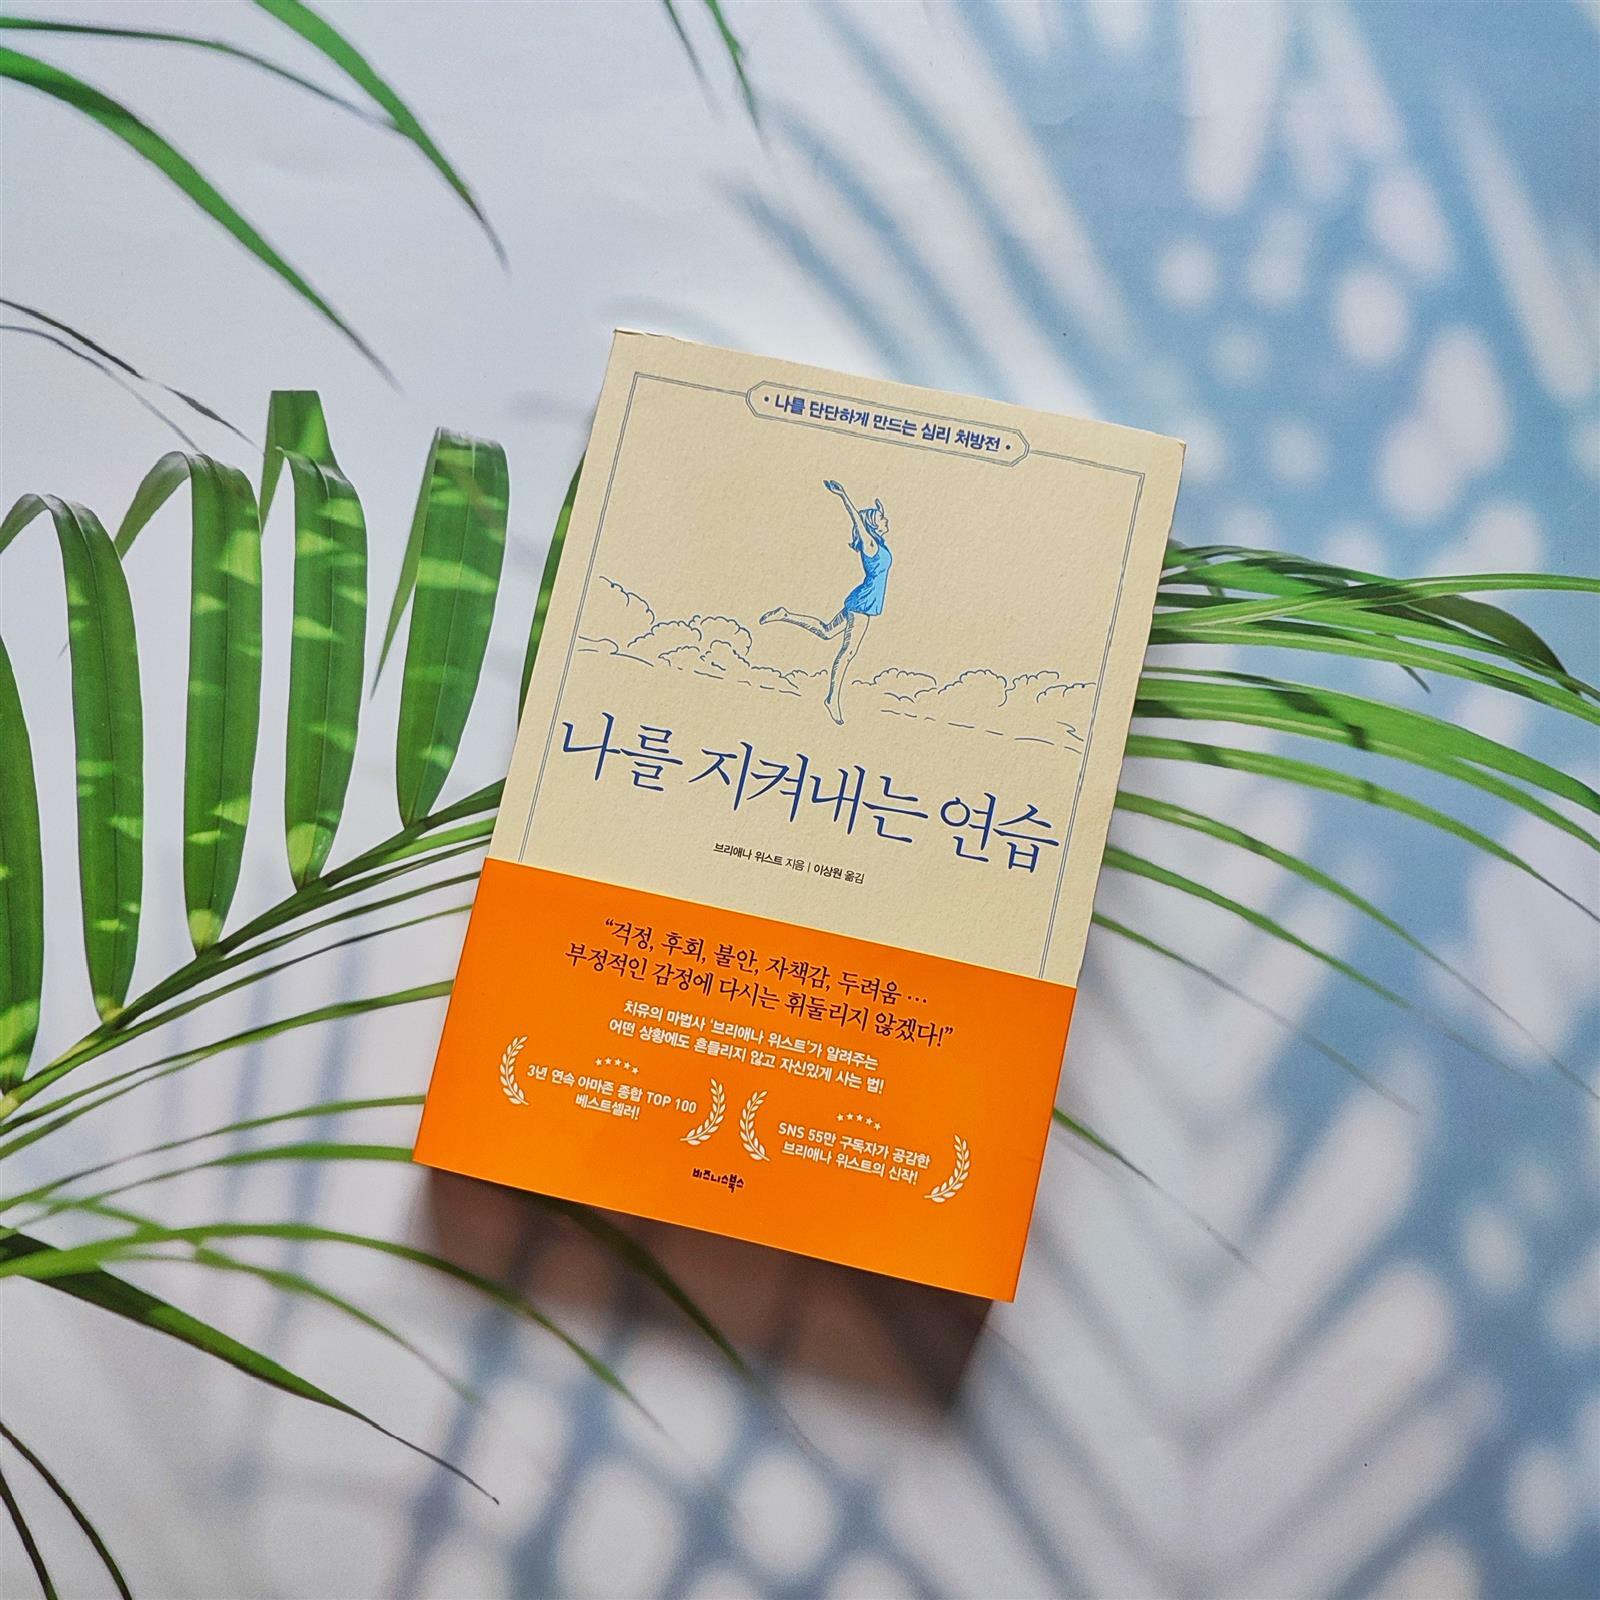 • 나를 단단하게 만드는 심리 처방전 •
나를 지켜내는 연습
브리애나 위스트 지음 | 이상원 옮김
“걱정, 후회, 불안, 자책감, 두려움 …
부정적인 감정에 다시는 휘둘리지 않겠다!”
치유의 마법사 ‘브리애나 위스트’가 알려주는
어떤 상황에도 흔들리지 않고 자신있게 사는 법!
3년 연속 아마존 종합 TOP 100
베스트셀러!
SNS 55만 구독자가 공감한
브리애나 위스트의 신작!
비즈니스북스